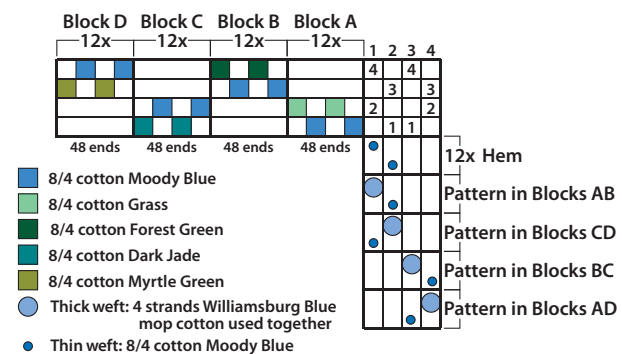 Block D Block C Block B Block A
12x 12x 12x 12x
1 2 3 4
4 4
3 3
2 2
1 1
48 ends 48 ends 48 ends 48 ends
12x Hem
8/4 cotton Moody Blue
Pattern in Blocks AB
8/4 cotton Grass
8/4 cotton Forest Green
Pattern in Blocks CD
8/4 cotton Dark Jade
Pattern in Blocks BC
8/4 cotton Myrtle Green
Thick weft: 4 strands Williamsburg Blue
mop cotton used together
Pattern in Blocks AD
Thin weft: 8/4 cotton Moody Blue